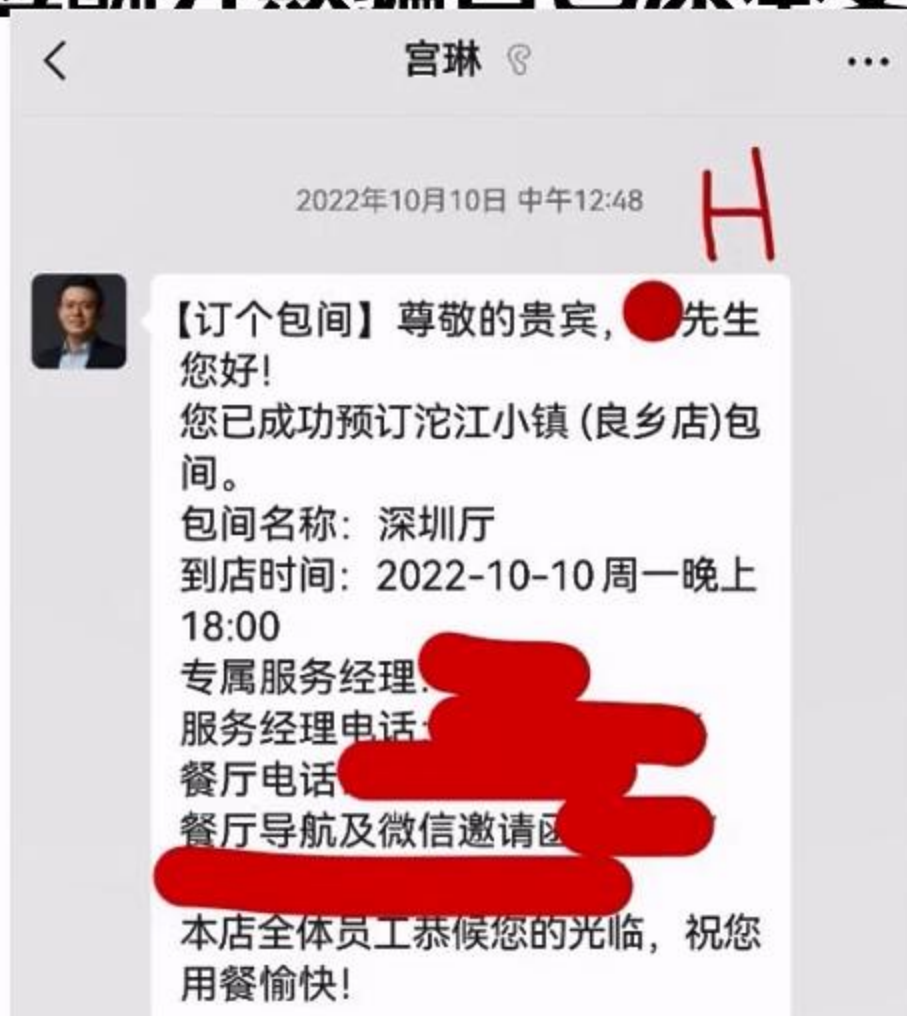 宫琳
2022年10月10日 中午12:48
H
【订个包间】尊敬的贵宾,先生
您好!
您已成功预订沱江小镇 (良乡店)包
间。
包间名称: 深圳厅
到店时间: 2022-10-10 周一晚上
18:00
专属服务经理:
服务经理电话:
餐厅电话
餐厅导航及微信邀请函
本店全体员工恭候您的光临, 祝您
用餐愉快!